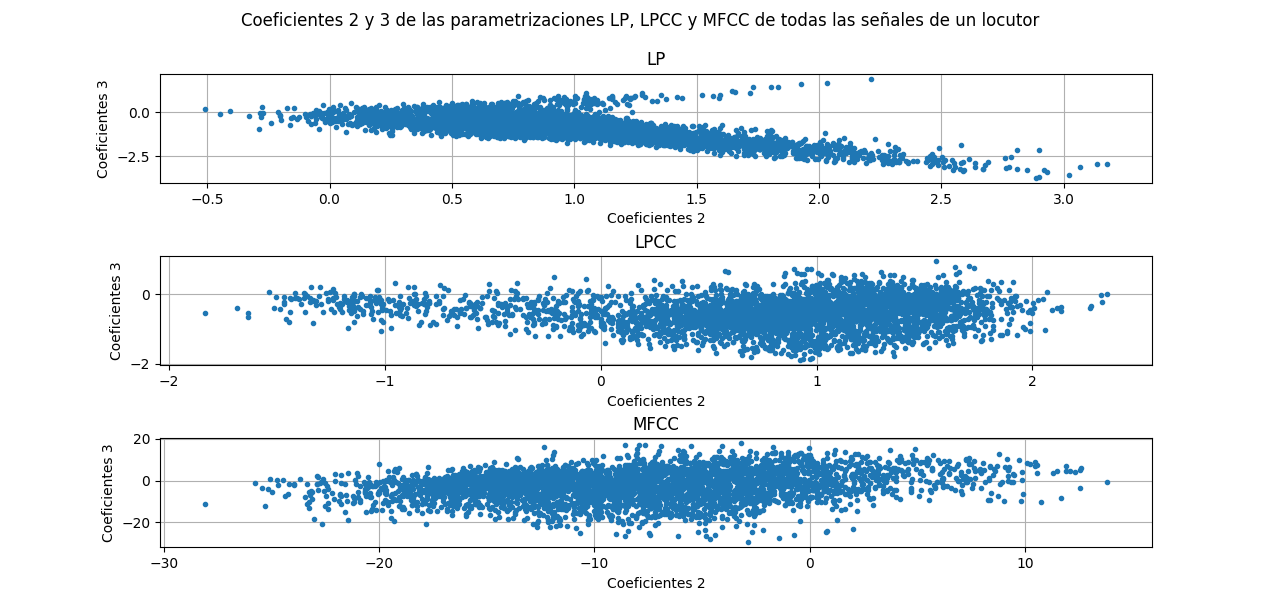 Coeficientes 2 y 3 de las parametrizaciones LP, LPCC y MFCC de todas las señales de un locutor
LP
Coeficientes 3
0.0
−2.5
−0.5 0.0 0.5 1.0 1.5 2.0 2.5 3.0
Coeficientes 2
LPCC
Coeficientes 3
0
−2
−2 −1 0 1 2
Coeficientes 2
MFCC
Coeficientes 3
20
0
−20
−30 −20 −10 0 10
Coeficientes 2